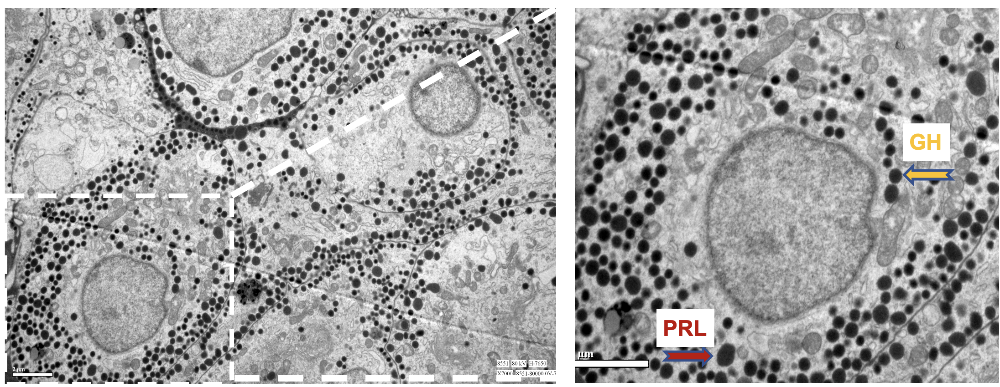 2 μm
8551 80 kV H-7650
X7000 8551-80000 0V-7
GH
PRL
μm